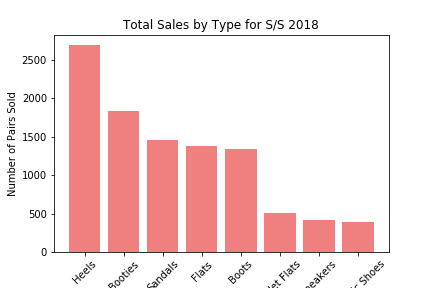 Total Sales by Type for S/S 2018
Number of Pairs Sold
2500
2000
1500
1000
500
0
Heels
Booties
Sandals
Flats
Boots
Flats
Shoes